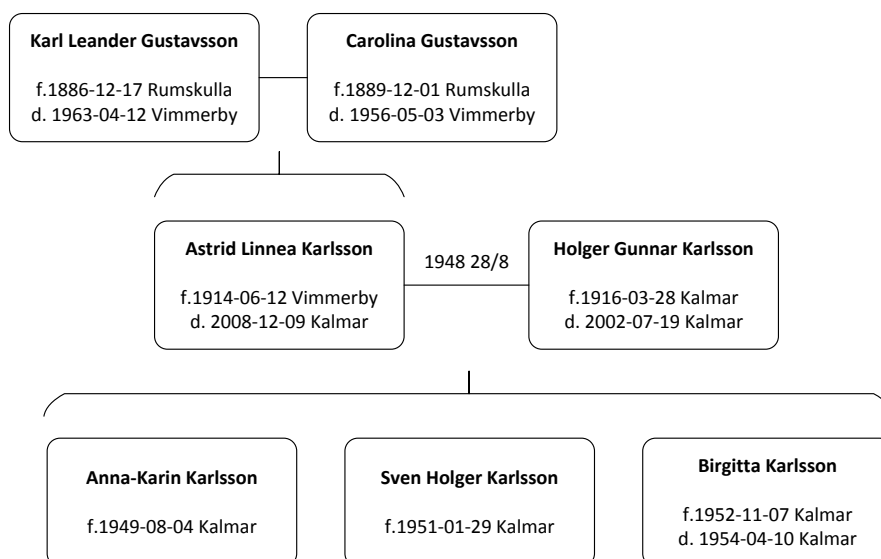 Karl Leander Gustavsson
f.1886-12-17 Rumskulla
d. 1963-04-12 Vimmerby
Carolina Gustavsson
f.1889-12-01 Rumskulla
d. 1956-05-03 Vimmerby
Astrid Linnea Karlsson
f.1914-06-12 Vimmerby
d. 2008-12-09 Kalmar
1948 28/8
Holger Gunnar Karlsson
f.1916-03-28 Kalmar
d. 2002-07-19 Kalmar
Anna-Karin Karlsson
f.1949-08-04 Kalmar
Sven Holger Karlsson
f.1951-01-29 Kalmar
Birgitta Karlsson
f.1952-11-07 Kalmar
d. 1954-04-10 Kalmar